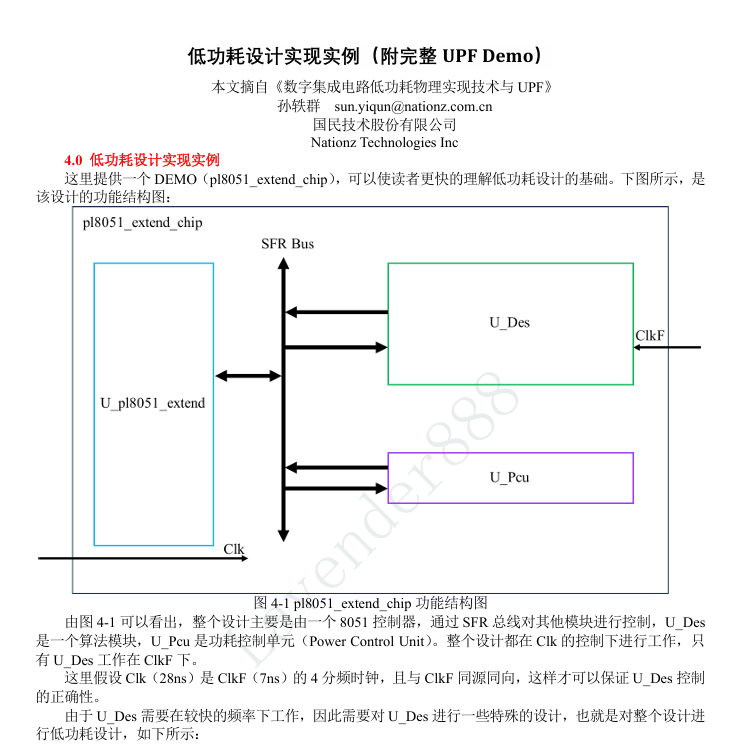 低功耗设计实现实例（附完整 UPF Demo）
本文摘自《数字集成电路低功耗物理实现技术与 UPF》
孙轶群 sun.yiqun@nationz.com.cn
国民技术股份有限公司
Nationz Technologies Inc
4.0 低功耗设计实现实例
这里提供一个 DEMO（pl8051_extend_chip），可以使读者更快的理解低功耗设计的基础。下图所示，是
该设计的功能结构图：
pl8051_extend_chip
SFR Bus
U_Des
ClkF
U_pl8051_extend
U_Pcu
Clk
Lavender888
图 4-1 pl8051_extend_chip 功能结构图
由图 4-1 可以看出，整个设计主要是由一个 8051 控制器，通过 SFR 总线对其他模块进行控制，U_Des
是一个算法模块，U_Pcu 是功耗控制单元（Power Control Unit）。整个设计都在 Clk 的控制下进行工作，只
有 U_Des 工作在 ClkF 下。
这里假设 Clk（28ns）是 ClkF（7ns）的 4 分频时钟，且与 ClkF 同源同向，这样才可以保证 U_Des 控制
的正确性。
由于 U_Des 需要在较快的频率下工作，因此需要对 U_Des 进行一些特殊的设计，也就是对整个设计进
行低功耗设计，如下所示：